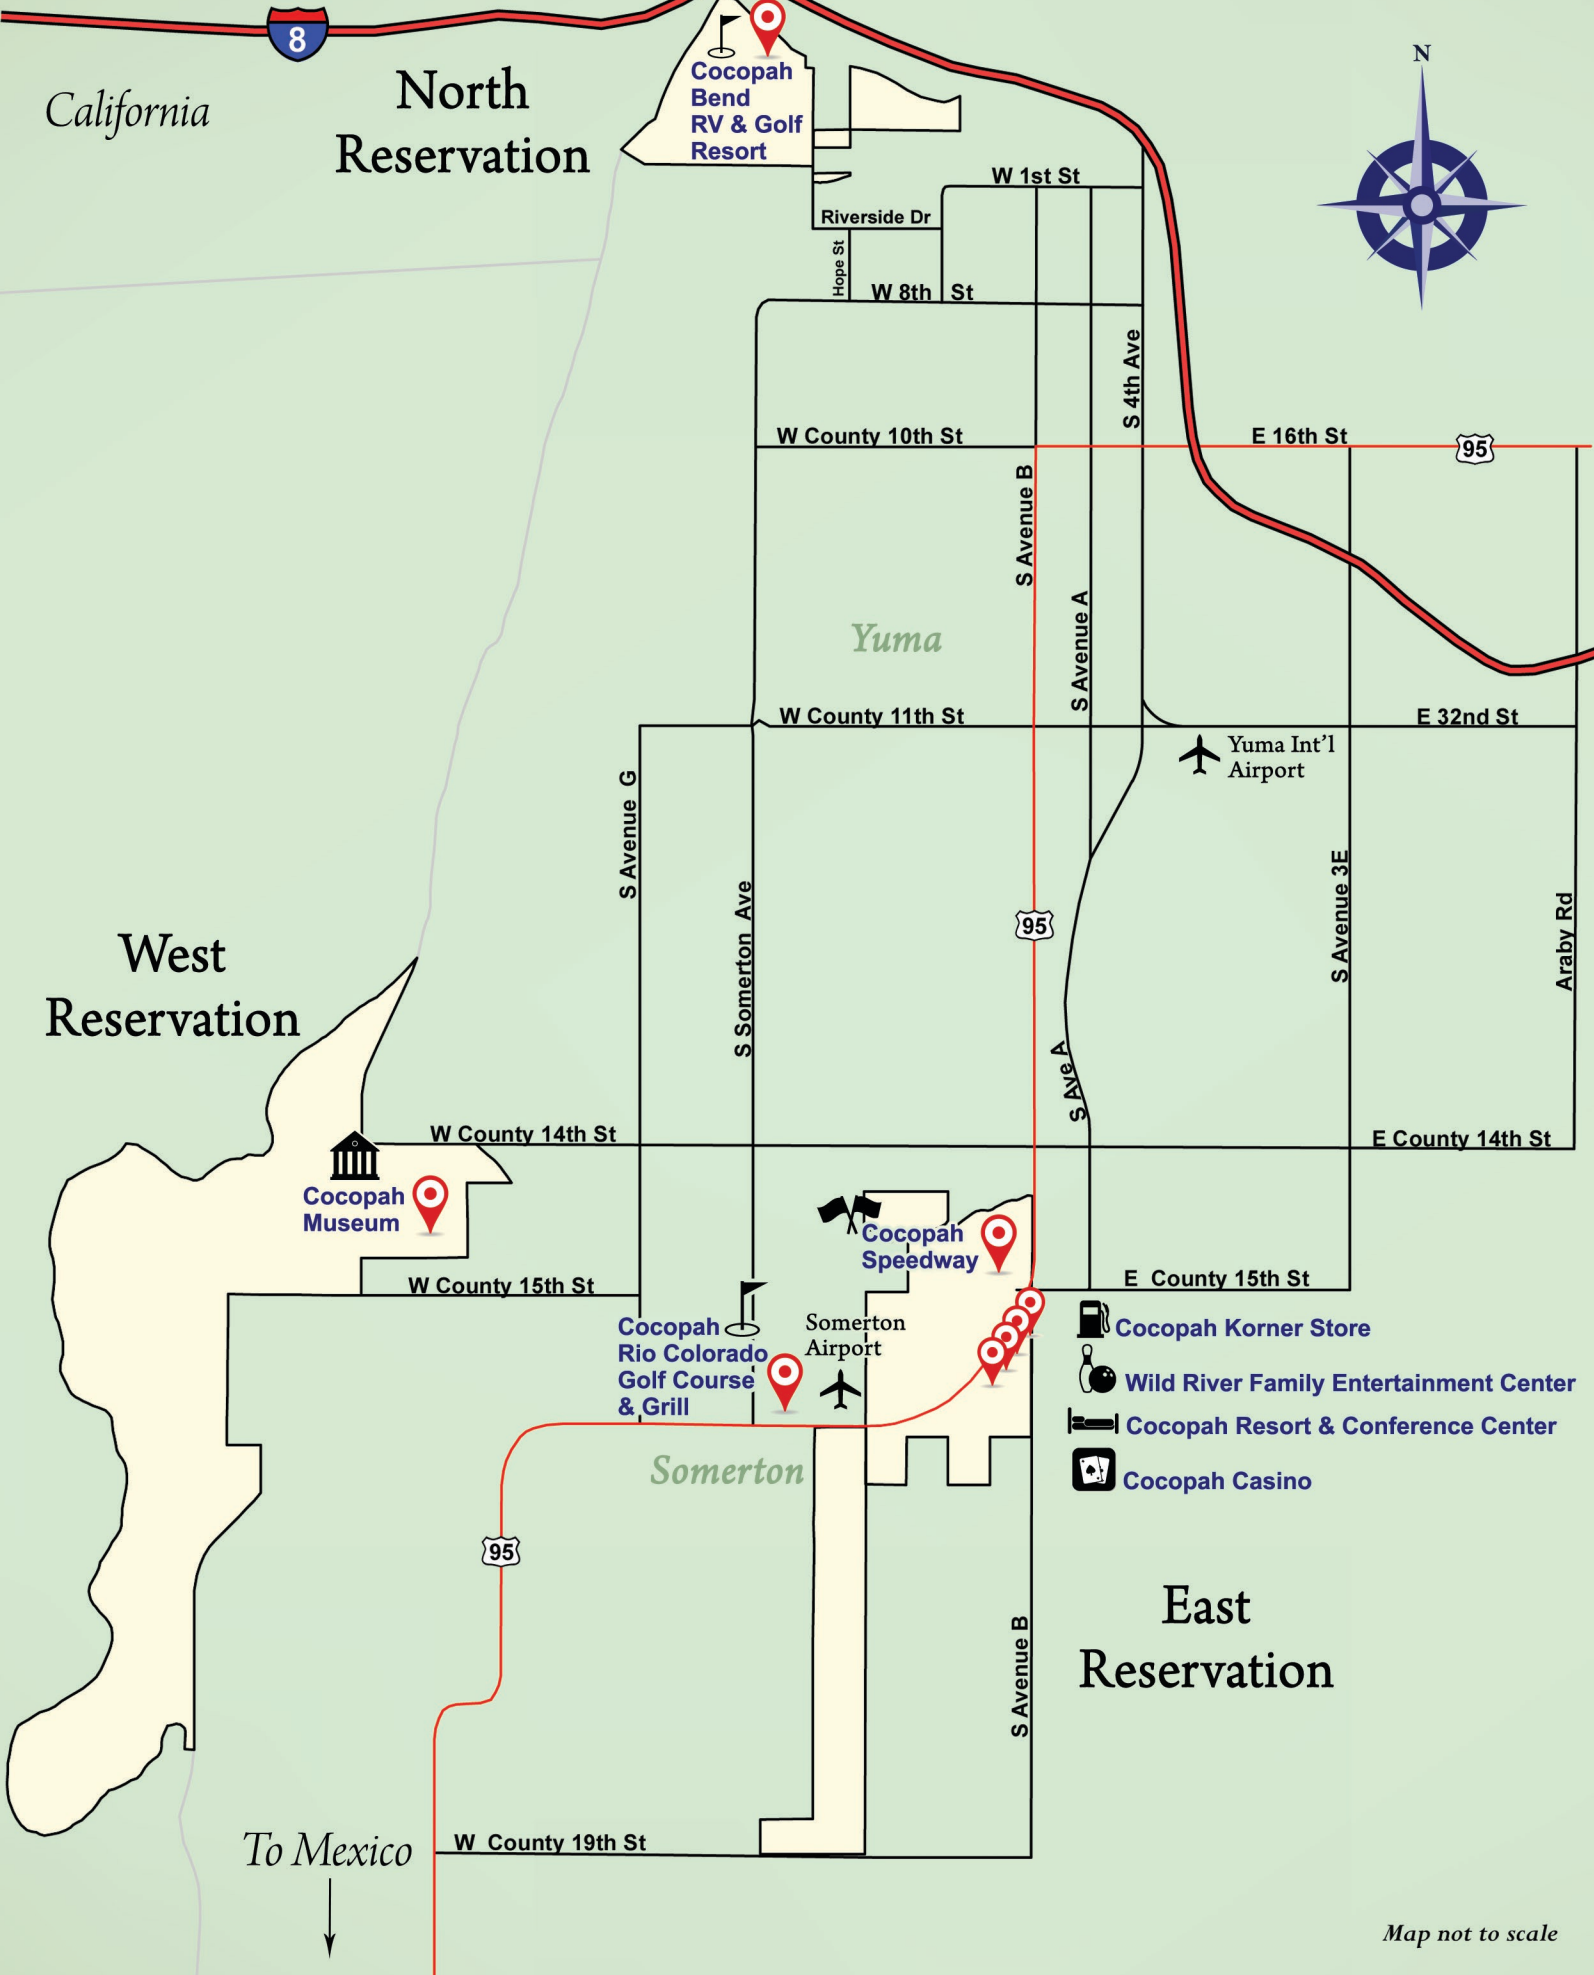 8
California
North
Reservation
Cocopah
Bend
RV & Golf
Resort
N
W 1st St
Riverside Dr
Hope St
W 8th St
S 4th Ave
W County 10th St
E 16th St
95
S Avenue B
S Avenue A
Yuma
W County 11th St
E 32nd St
Yuma Int'l
Airport
S Avenue G
S Somerton Ave
95
S Avenue 3E
Araby Rd
West
Reservation
S Ave A
W County 14th St
E County 14th St
Cocopah
Museum
Cocopah
Speedway
W County 15th St
E County 15th St
Cocopah
Rio Colorado
Golf Course
& Grill
Somerton
Airport
Cocopah Korner Store
Wild River Family Entertainment Center
Cocopah Resort & Conference Center
Cocopah Casino
Somerton
95
East
Reservation
S Avenue B
To Mexico
W County 19th St
Map not to scale